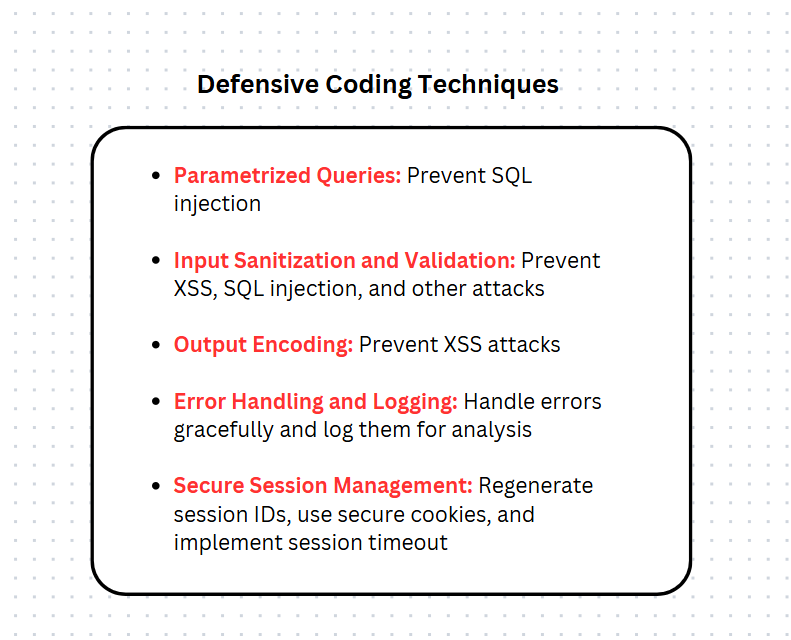 Defensive Coding Techniques
• Parametrized Queries: Prevent SQL
injection
• Input Sanitization and Validation: Prevent
XSS, SQL injection, and other attacks
• Output Encoding: Prevent XSS attacks
• Error Handling and Logging: Handle errors
gracefully and log them for analysis
• Secure Session Management: Regenerate
session IDs, use secure cookies, and
implement session timeout